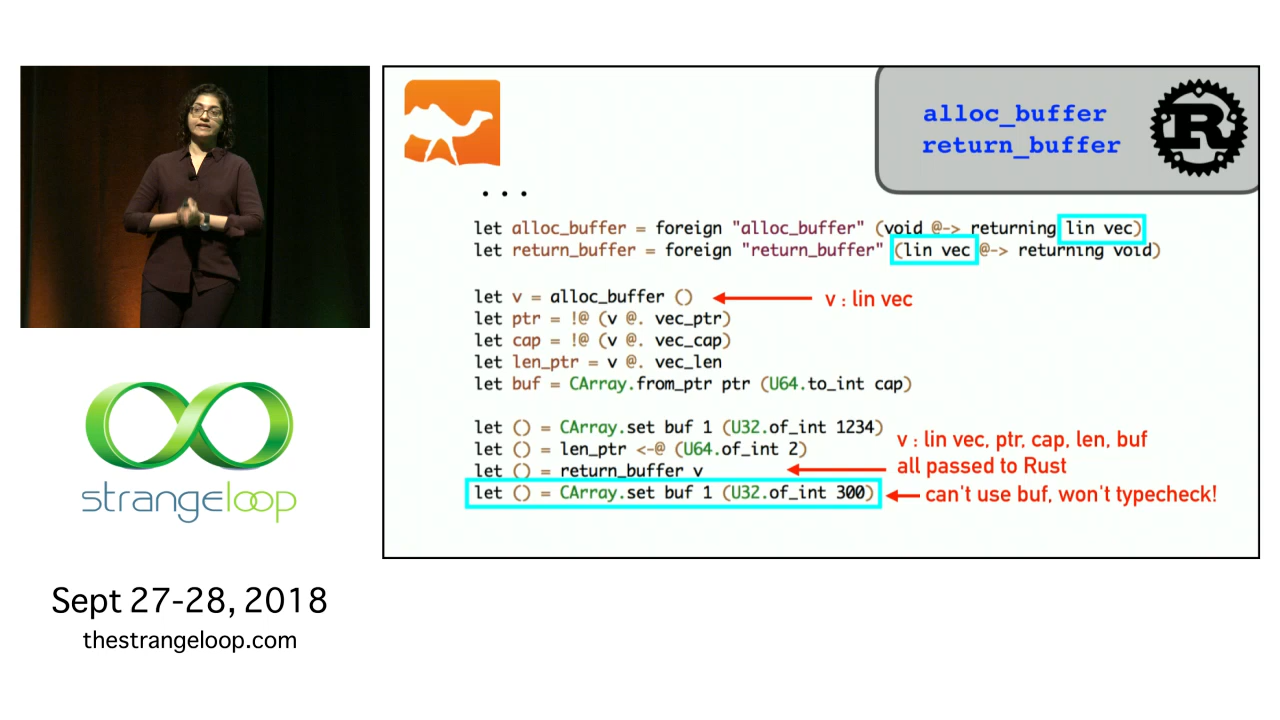 alloc_buffer
return_buffer
R
...
let alloc_buffer = foreign "alloc_buffer" (void @-> returning lin vec)
let return_buffer = foreign "return_buffer" (lin vec @-> returning void)
let v = alloc_buffer ()
v : lin vec
let ptr = !@ (v @. vec_ptr)
let cap = !@ (v @. vec_cap)
let len_ptr = v @. vec_len
let buf = CArray.from_ptr ptr (U64.to_int cap)
let () = CArray.set buf 1 (U32.of_int 1234)
let () = len_ptr <-@ (U64.of_int 2)
let () = return_buffer v
v : lin vec, ptr, cap, len, buf
all passed to Rust
let () = CArray.set buf 1 (U32.of_int 300)
can't use buf, won't typecheck!
strangeloop
Sept 27-28, 2018
thestrangeloop.com